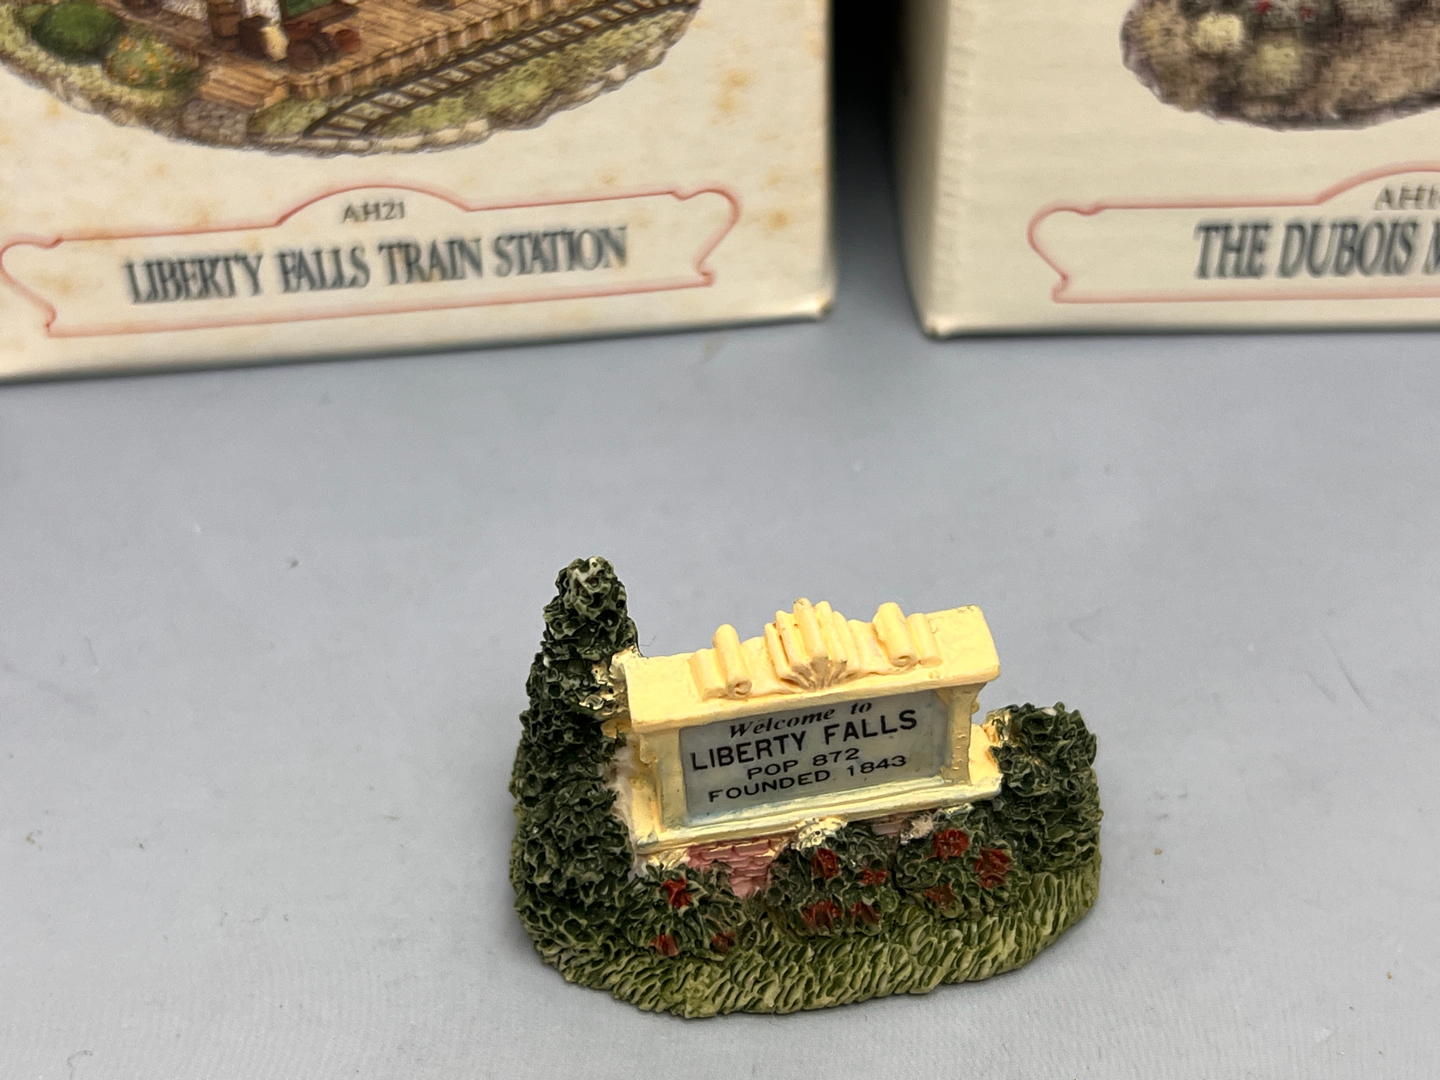 AH21
LIBERTY FALLS TRAIN STATION
THE DUBOIS
Welcome to
LIBERTY FALLS
POP 872
FOUNDED 1843